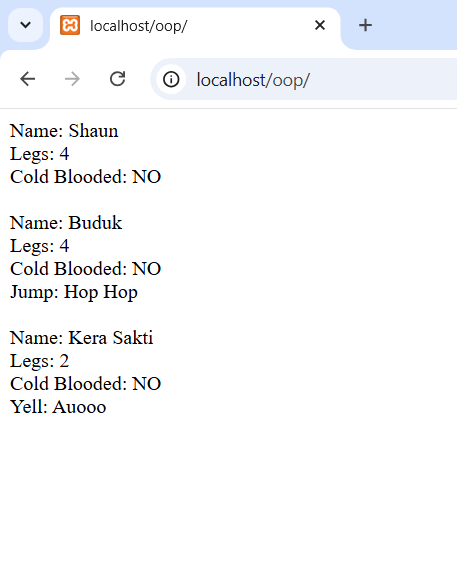 localhost/oop/
localhost/oop/
Name: Shaun
Legs: 4
Cold Blooded: NO
Name: Buduk
Legs: 4
Cold Blooded: NO
Jump: Hop Hop
Name: Kera Sakti
Legs: 2
Cold Blooded: NO
Yell: Auooo